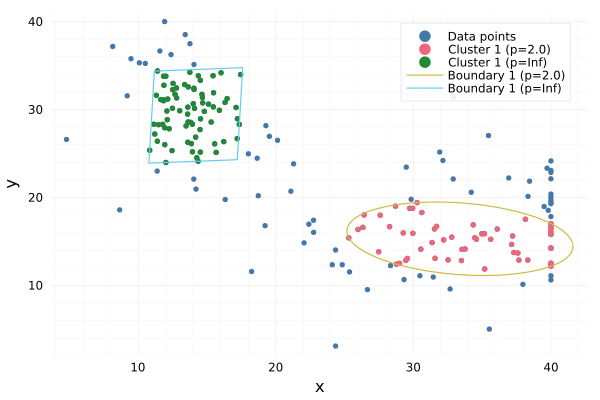 40
30
20
10
y
10
20
30
40
x
Data points
Cluster 1 (p=2.0)
Cluster 1 (p=Inf)
Boundary 1 (p=2.0)
Boundary 1 (p=Inf)